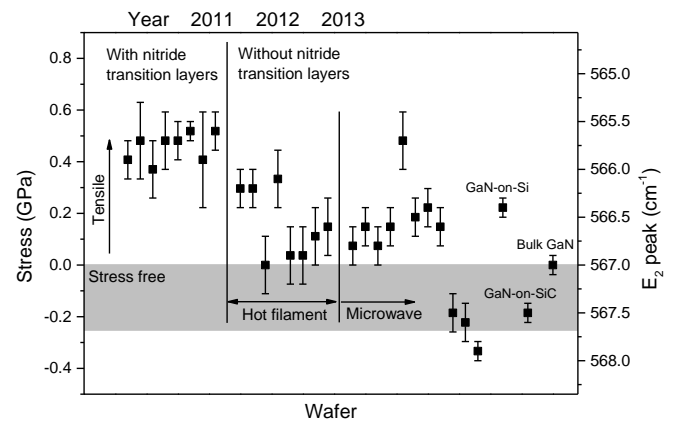 Year 2011 2012 2013
With nitride
transition layers
Without nitride
transition layers
Tensile
Stress free
Hot filament
Microwave
GaN-on-Si
Bulk GaN
GaN-on-SiC
Stress (GPa)
0.8
0.6
0.4
0.2
0.0
-0.2
-0.4
E₂ peak (cm⁻¹)
565.0
565.5
566.0
566.5
567.0
567.5
568.0
Wafer